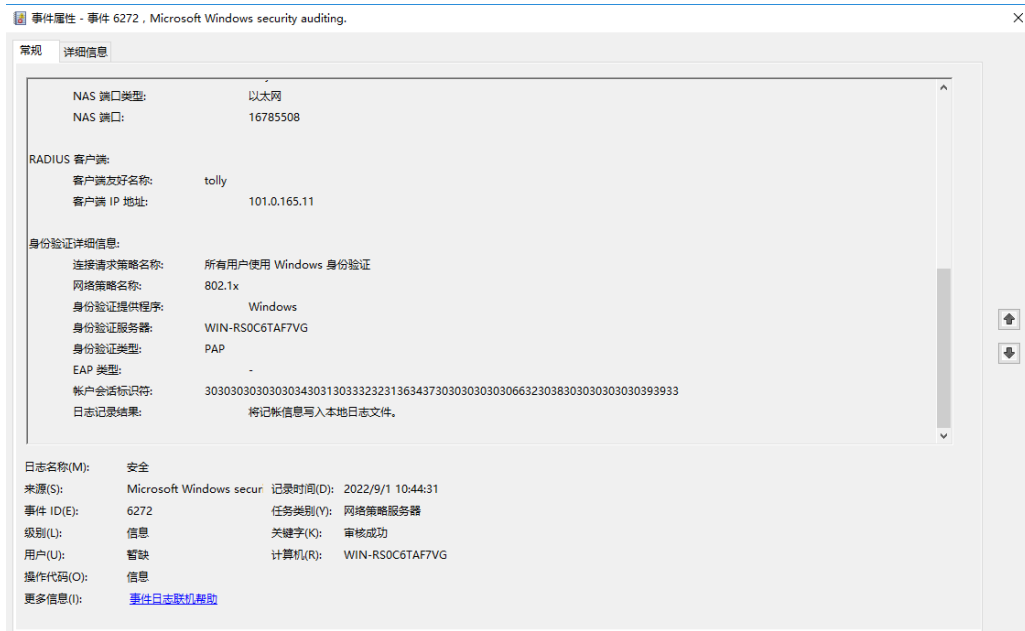 事件属性 - 事件 6272，Microsoft Windows security auditing.
常规 详细信息
NAS 端口类型: 以太网
NAS 端口: 16785508
RADIUS 客户端:
客户端友好名称: tolly
客户端 IP 地址: 101.0.165.11
身份验证详细信息:
连接请求策略名称: 所有用户使用 Windows 身份验证
网络策略名称: 802.1x
身份验证提供程序: Windows
身份验证服务器: WIN-RS0C6TAF7VG
身份验证类型: PAP
EAP 类型: -
帐户会话标识符:
日志记录结果: 将记帐信息写入本地日志文件。
日志名称(M): 安全
来源(S): Microsoft Windows securi 记录时间(D): 2022/9/1 10:44:31
事件 ID(E): 6272 任务类别(Y): 网络策略服务器
级别(L): 信息 关键字(K): 审核成功
用户(U): 暂缺 计算机(R): WIN-RS0C6TAF7VG
操作代码(O): 信息
更多信息(I): 事件日志联机帮助